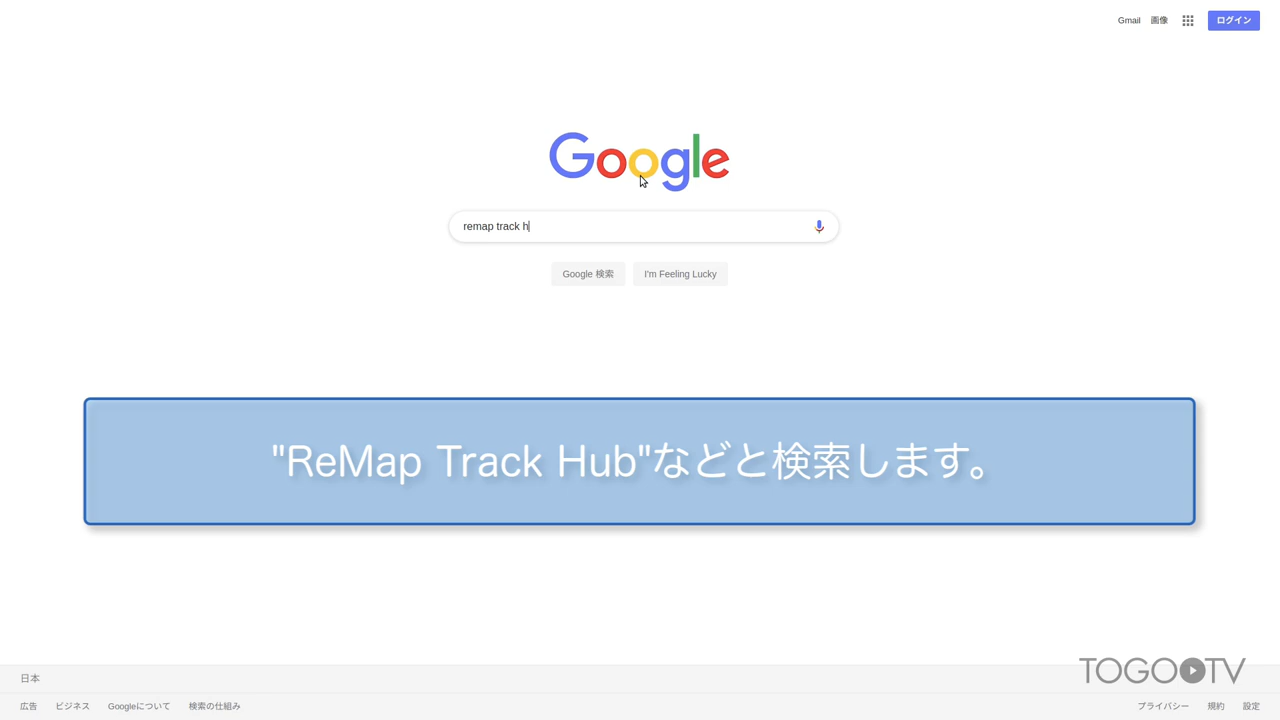 Gmail 画像 ログイン
Google
remap track h
Google 検索 I'm Feeling Lucky
"ReMap Track Hub"などと検索します。
TOGOTV
日本
広告 ビジネス Googleについて 検索の仕組み プライバシー 規約 設定